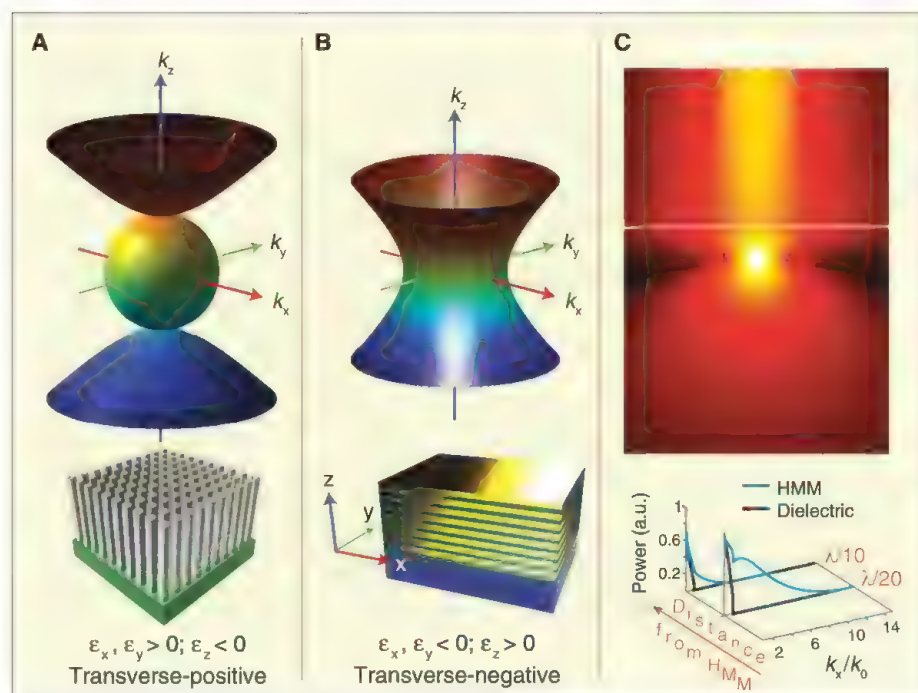 A
B
C
k_z
k_z
k_y
k_y
k_x
k_x
z
y
x
ε_x, ε_y > 0; ε_z < 0
Transverse-positive
ε_x, ε_y < 0; ε_z > 0
Transverse-negative
HMM
Dielectric
Power (a.u.)
1
0.6
0.2
λ/10
λ/20
Distance
from HMM
2
6
10
14
k_x/k_0